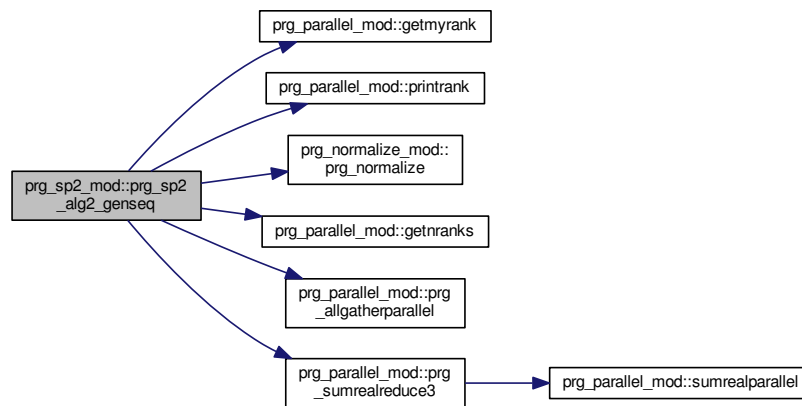 prg_parallel_mod::getmyrank
prg_parallel_mod::printrank
prg_normalize_mod::
prg_normalize
prg_sp2_mod::prg_sp2
_alg2_genseq
prg_parallel_mod::getnranks
prg_parallel_mod::prg
_allgatherparallel
prg_parallel_mod::prg
_sumrealreduce3
prg_parallel_mod::sumrealparallel